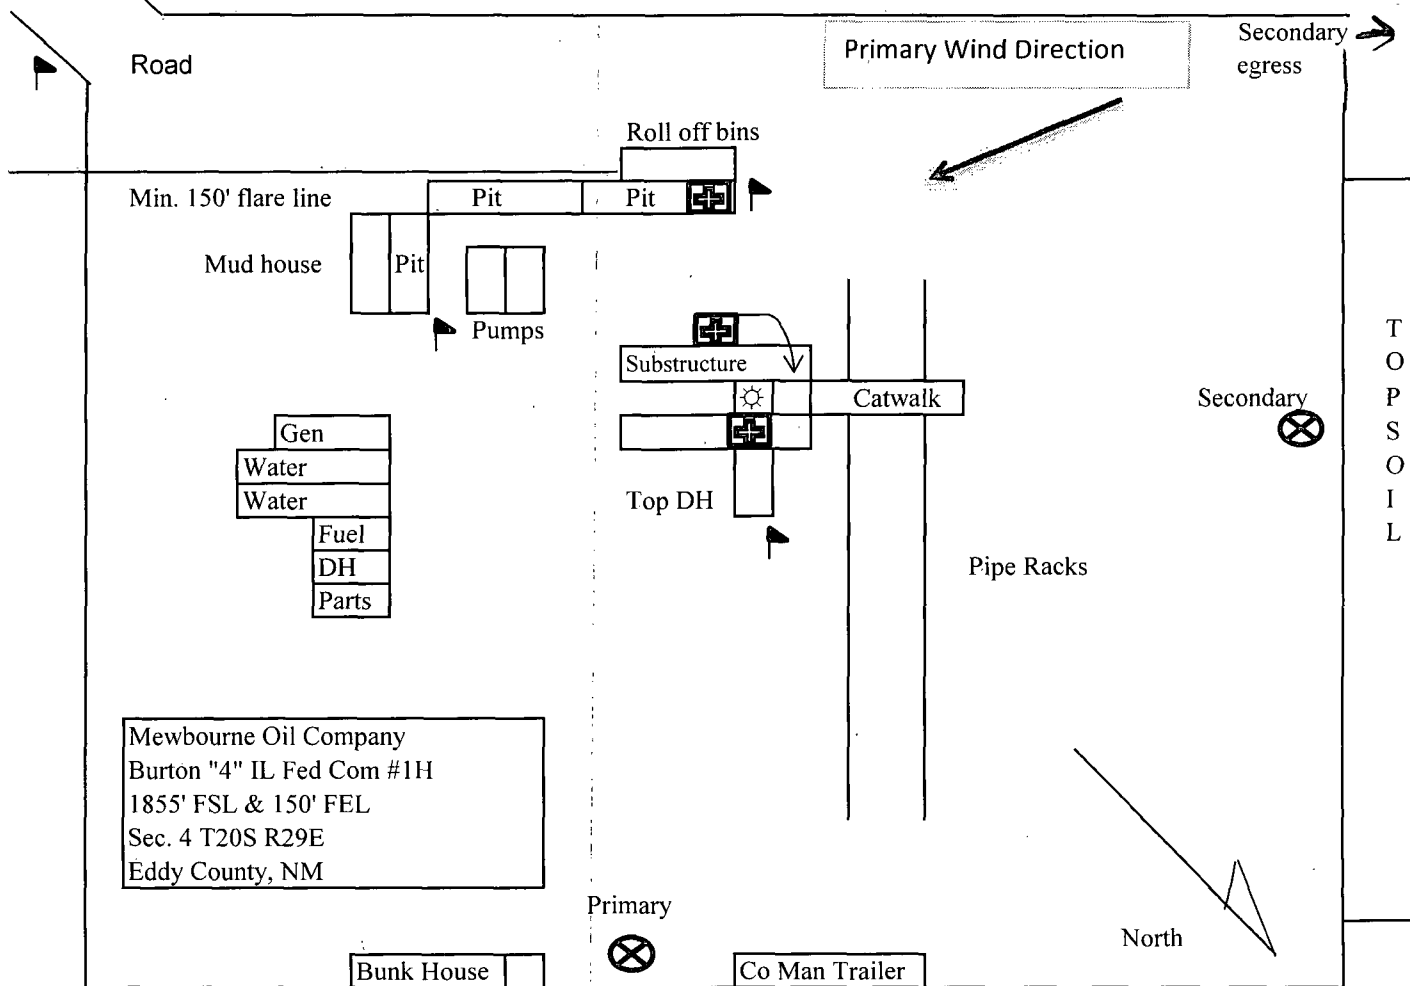 Secondary
egress
Primary Wind Direction
Road
Roll off bins
Min. 150' flare line
Pit
Pit
Mud house
Pit
Pumps
Substructure
Catwalk
Secondary
TOPSOIL
Gen
Water
Water
Fuel
DH
Parts
Top DH
Pipe Racks
Mewbourne Oil Company
Burton "4" IL Fed Com #1H
1855' FSL & 150' FEL
Sec. 4 T20S R29E
Eddy County, NM
Primary
North
Bunk House
Co Man Trailer